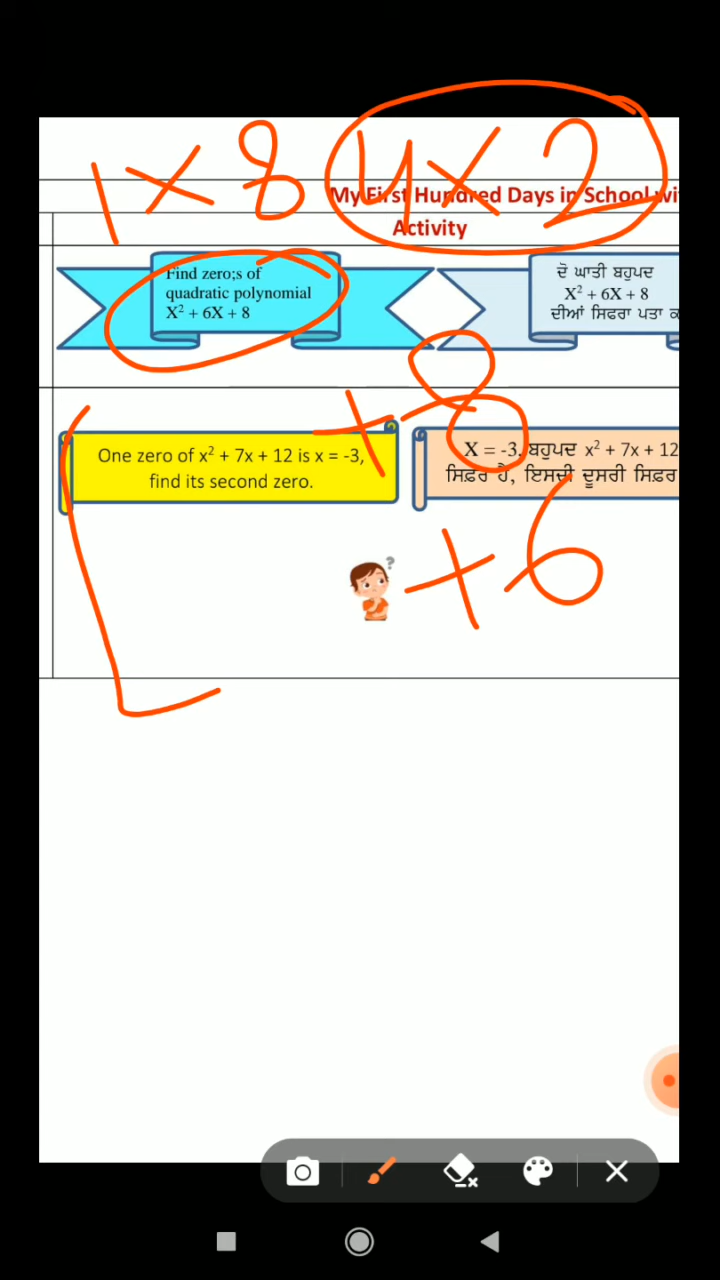 1 × 8 4 × 2
My First Hundred Days in School
Activity
Find zero;s of
quadratic polynomial
X² + 6X + 8
ਦੋ ਘਾਤੀ ਬਹੁਪਦ
X² + 6X + 8
ਦੀਆਂ ਸਿਫਰਾ ਪਤਾ
+ 8
One zero of x² + 7x + 12 is x = -3,
find its second zero.
X = -3, ਬਹੁਪਦ x² + 7x + 12
ਸਿਫ਼ਰ ਹੈ, ਇਸਦੀ ਦੂਸਰੀ ਸਿਫ਼ਰ
?
+ 6